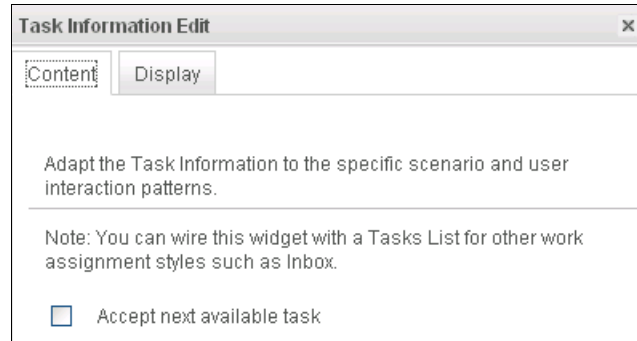 Task Information Edit
Content Display
Adapt the Task Information to the specific scenario and user
interaction patterns.
Note: You can wire this widget with a Tasks List for other work
assignment styles such as Inbox.
Accept next available task